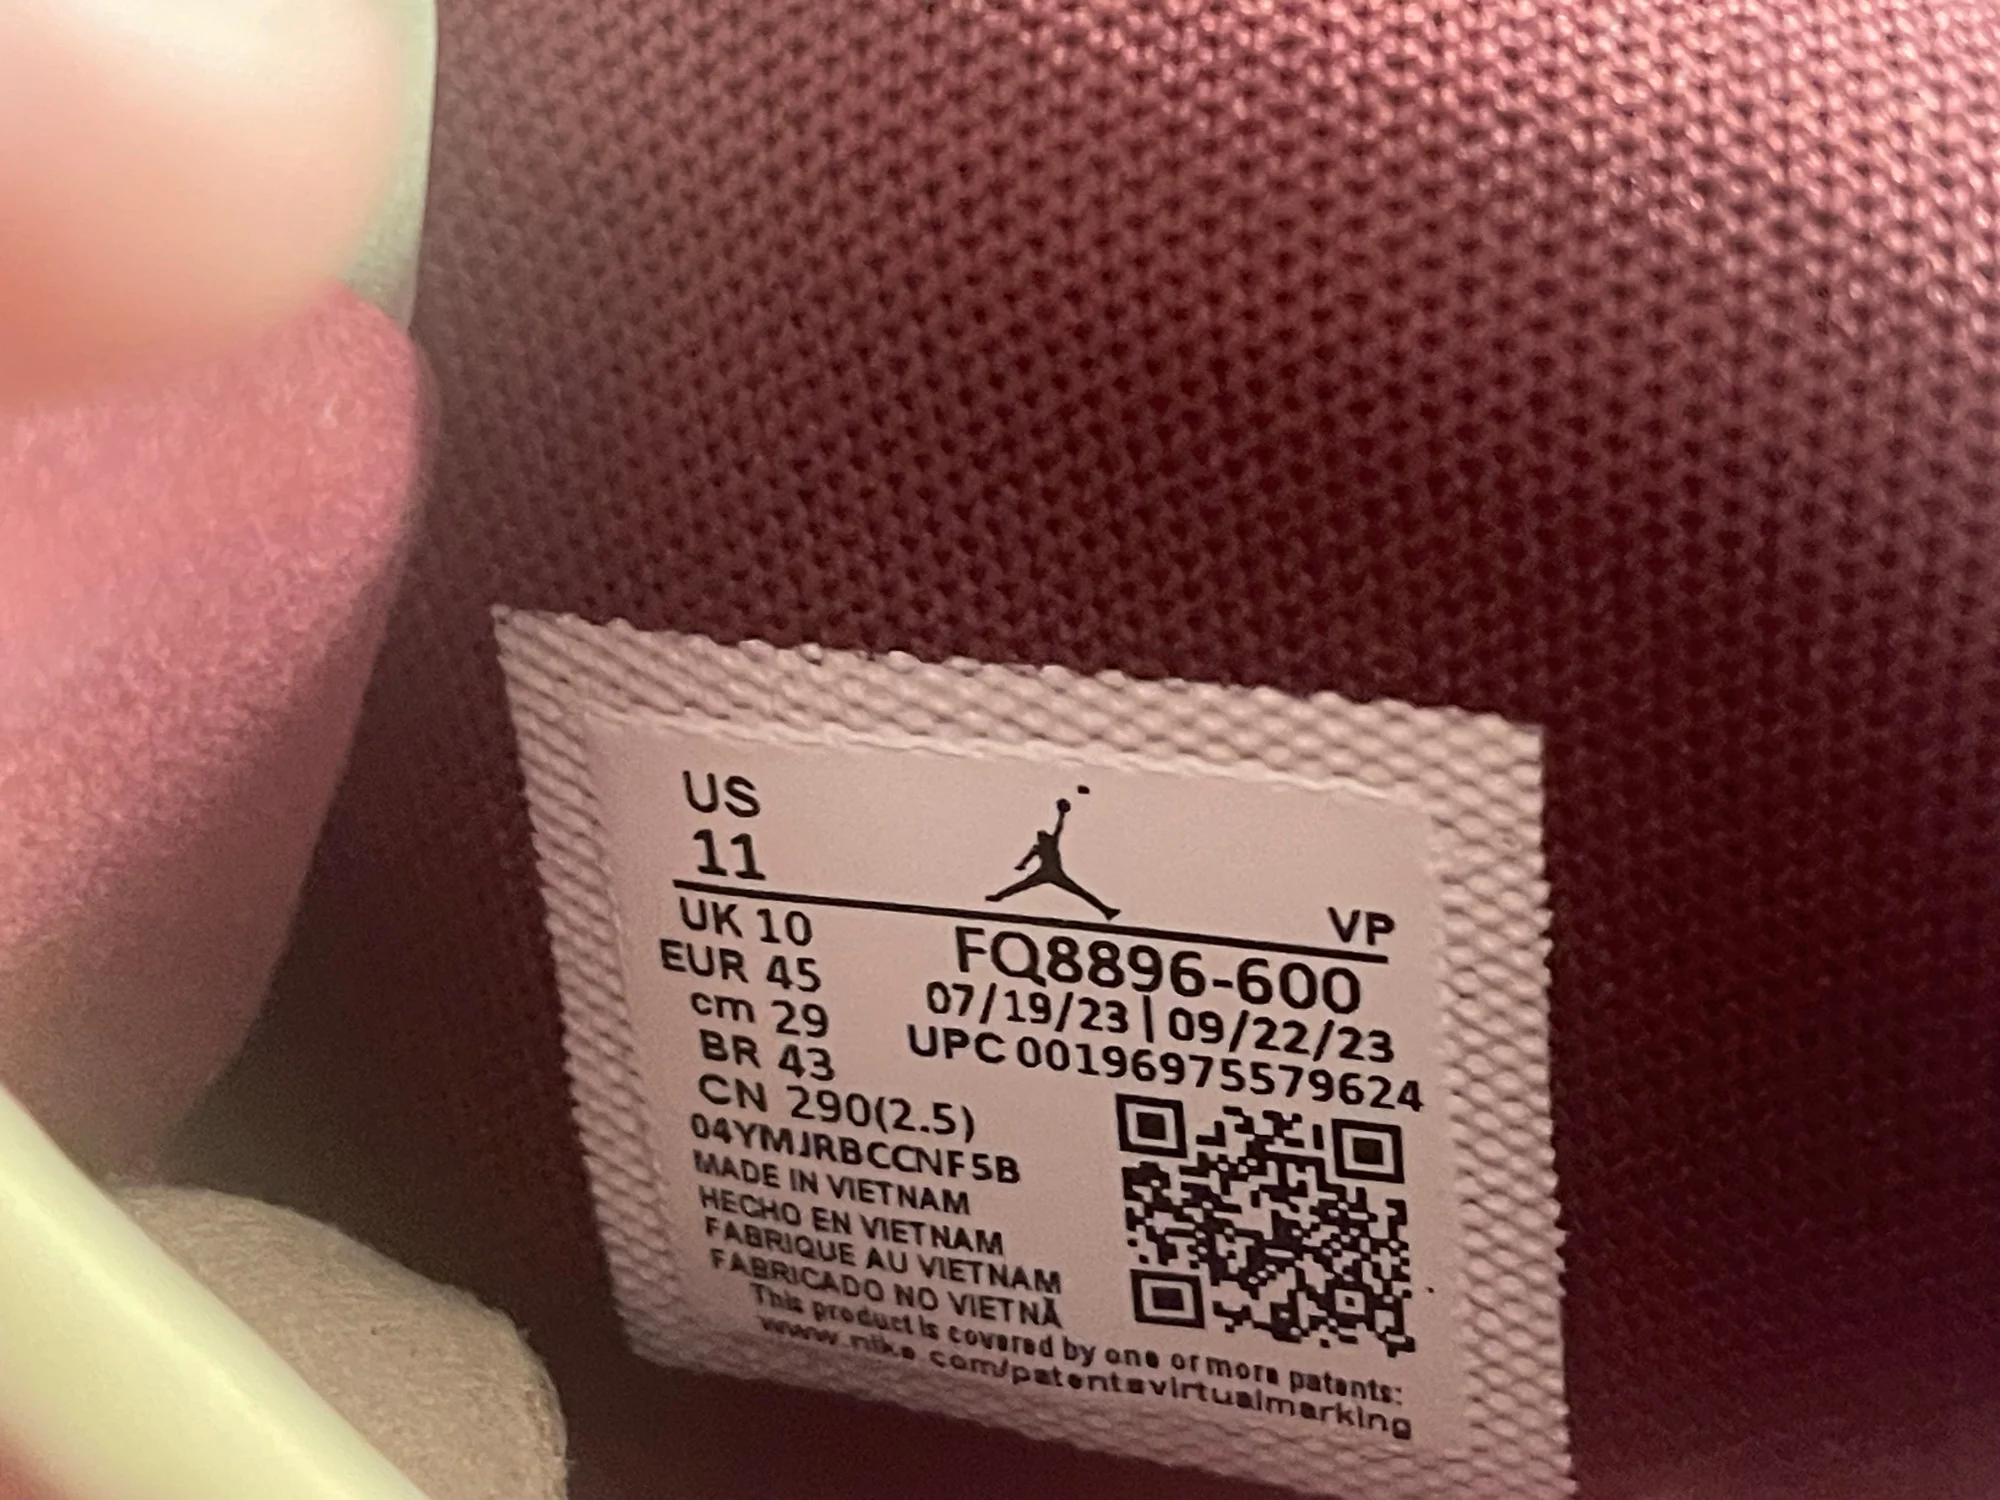 US
11
VP
UK 10
FQ8896-600
EUR 45
07/19/23 | 09/22/23
cm 29
UPC 00196975579624
BR 43
CN 290(2.5)
04YMJRBCCNF5B
MADE IN VIETNAM
HECHO EN VIETNAM
FABRIQUE AU VIETNAM
FABRICADO NO VIETNÃ
This product is covered by one or more patents:
www.nike.com/patentsvirtualmarking